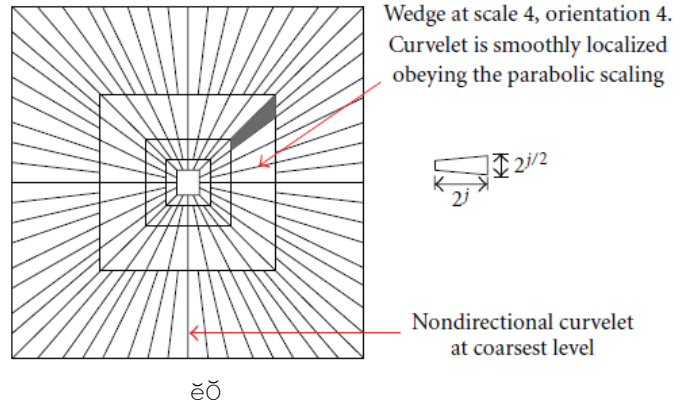 Wedge at scale 4, orientation 4.
Curvelet is smoothly localized
obeying the parabolic scaling
2^{j/2}
2^j
Nondirectional curvelet
at coarsest level
ĕŎ